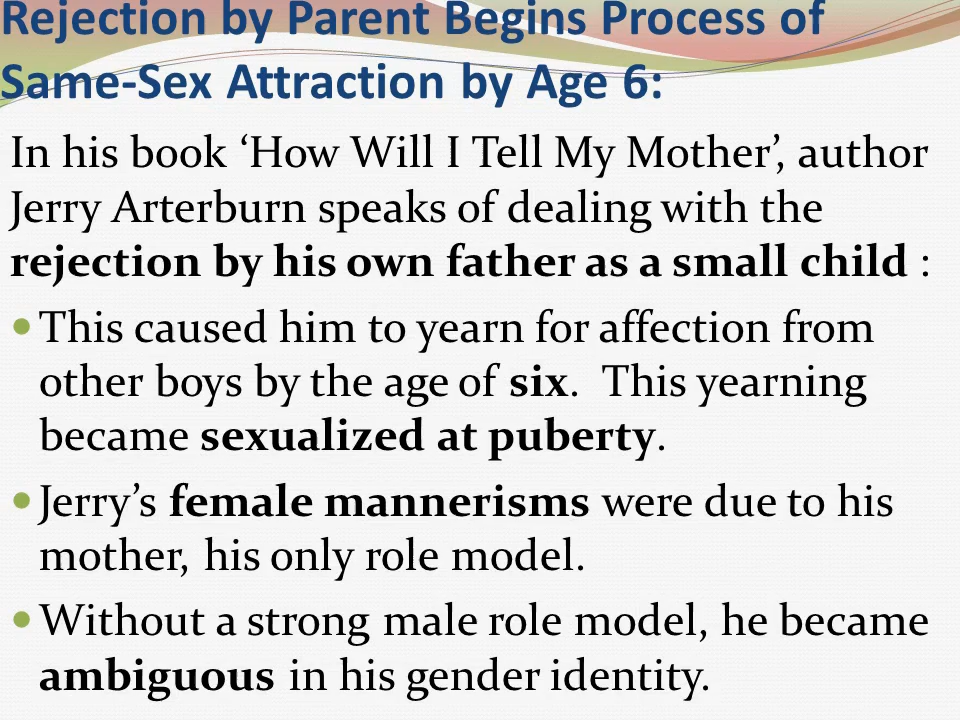 Rejection by Parent Begins Process of
Same-Sex Attraction by Age 6:
In his book ‘How Will I Tell My Mother’, author
Jerry Arterburn speaks of dealing with the
rejection by his own father as a small child :
• This caused him to yearn for affection from
other boys by the age of six.  This yearning
became sexualized at puberty.
• Jerry’s female mannerisms were due to his
mother, his only role model.
• Without a strong male role model, he became
ambiguous in his gender identity.